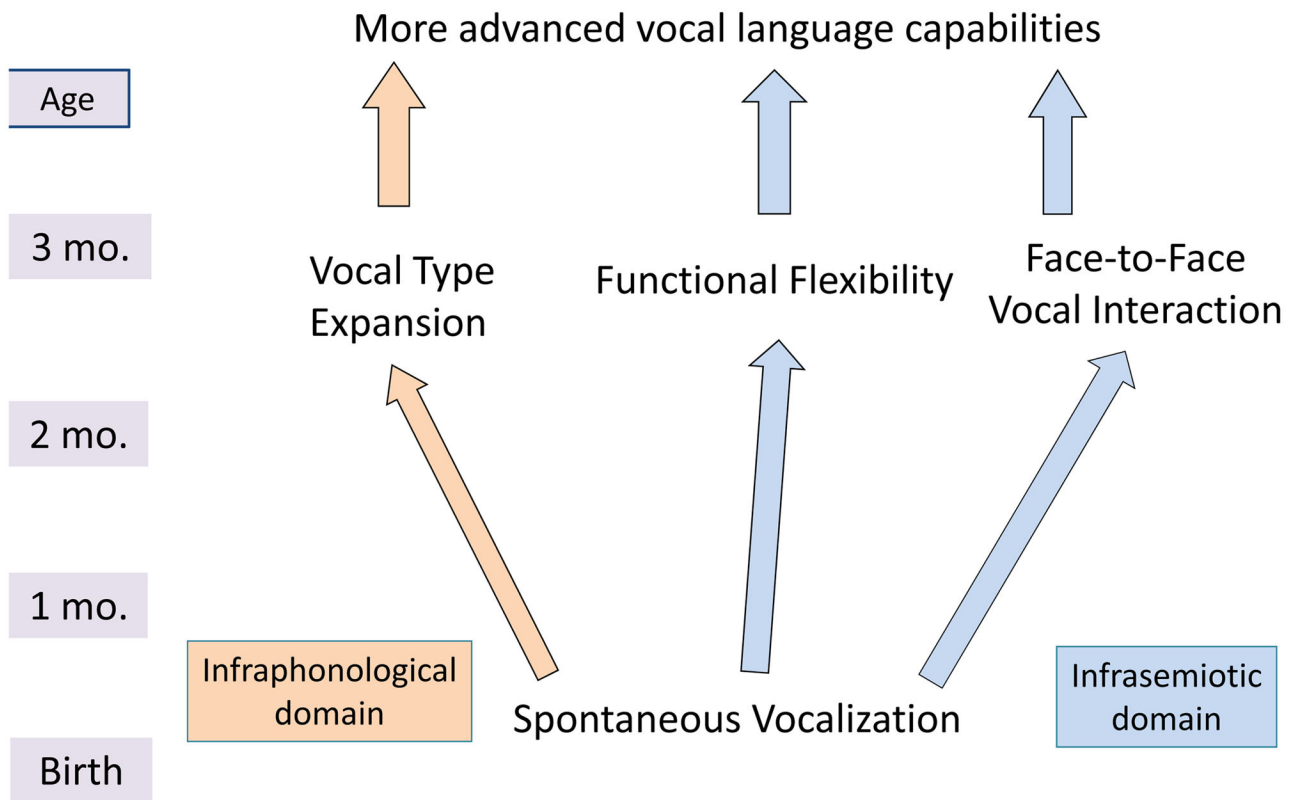 More advanced vocal language capabilities
Age
3 mo.
Vocal Type
Expansion
Functional Flexibility
Face-to-Face
Vocal Interaction
2 mo.
1 mo.
Infraphonological
domain
Spontaneous Vocalization
Infrasemiotic
domain
Birth